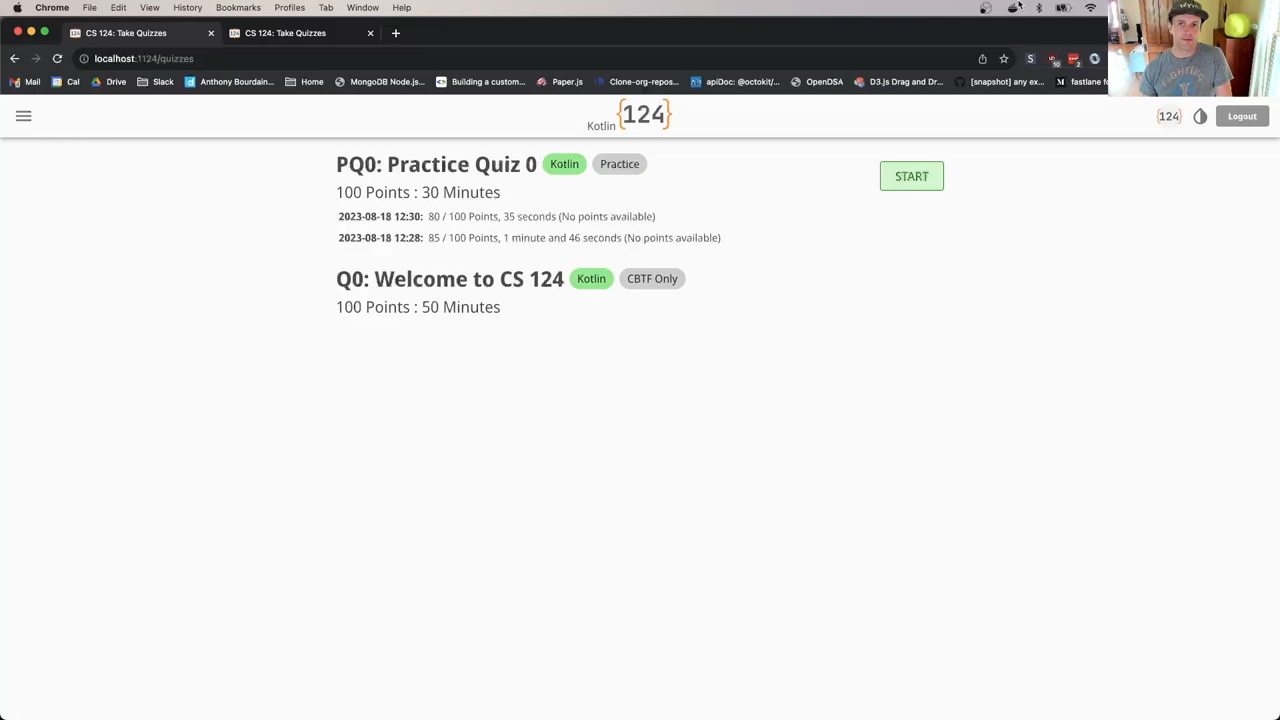 Chrome File Edit View History Bookmarks Profiles Tab Window Help
CS 124: Take Quizzes CS 124: Take Quizzes
localhost:1124/quizzes
Mail Cal Drive Slack Anthony Bourdain... Home MongoDB Node.js... Building a custom... Paper.js Clone-org-repos... apiDoc: @octokit/... OpenDSA D3.js Drag and Dr... [snapshot] any ex... fastlane fo
Kotlin {124} {124} Logout
PQ0: Practice Quiz 0 Kotlin Practice START
100 Points : 30 Minutes
2023-08-18 12:30: 80 / 100 Points, 35 seconds (No points available)
2023-08-18 12:28: 85 / 100 Points, 1 minute and 46 seconds (No points available)
Q0: Welcome to CS 124 Kotlin CBTF Only
100 Points : 50 Minutes